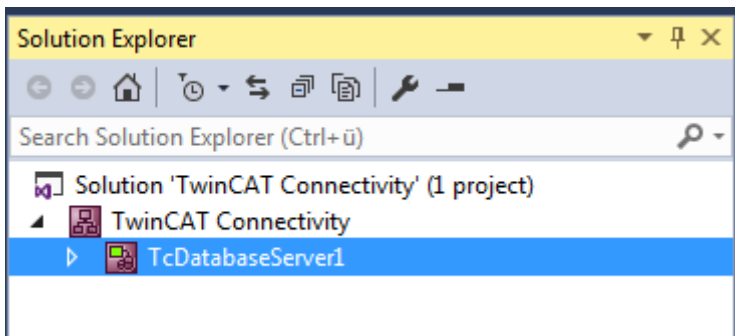 Solution Explorer
Search Solution Explorer (Ctrl+ü)
Solution 'TwinCAT Connectivity' (1 project)
TwinCAT Connectivity
TcDatabaseServer1